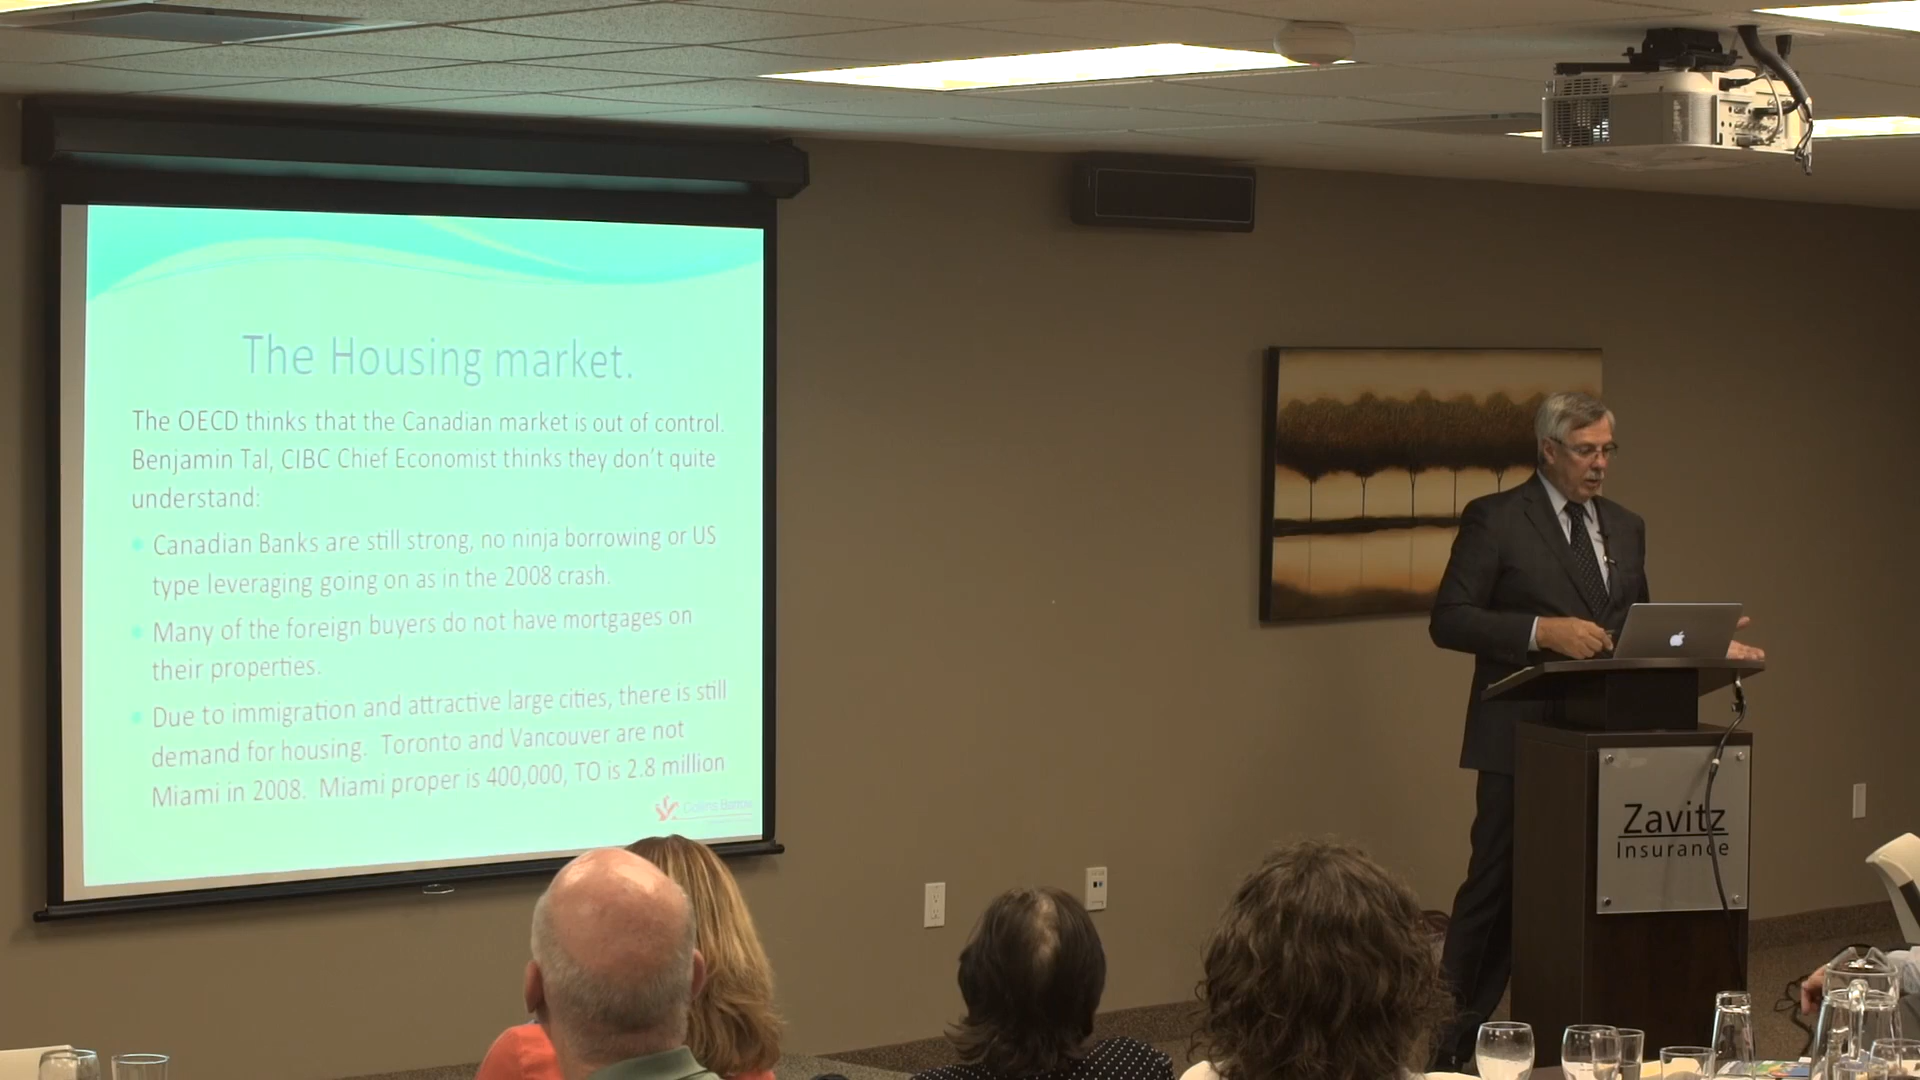 The Housing market.
The OECD thinks that the Canadian market is out of control.
Benjamin Tal, CIBC Chief Economist thinks they don't quite
understand:
Canadian Banks are still strong, no ninja borrowing or US
type leveraging going on as in the 2008 crash.
Many of the foreign buyers do not have mortgages on
their properties.
Due to immigration and attractive large cities, there is still
demand for housing. Toronto and Vancouver are not
Miami in 2008. Miami proper is 400,000, TO is 2.8 million
Collins Barrow
Zavitz
Insurance